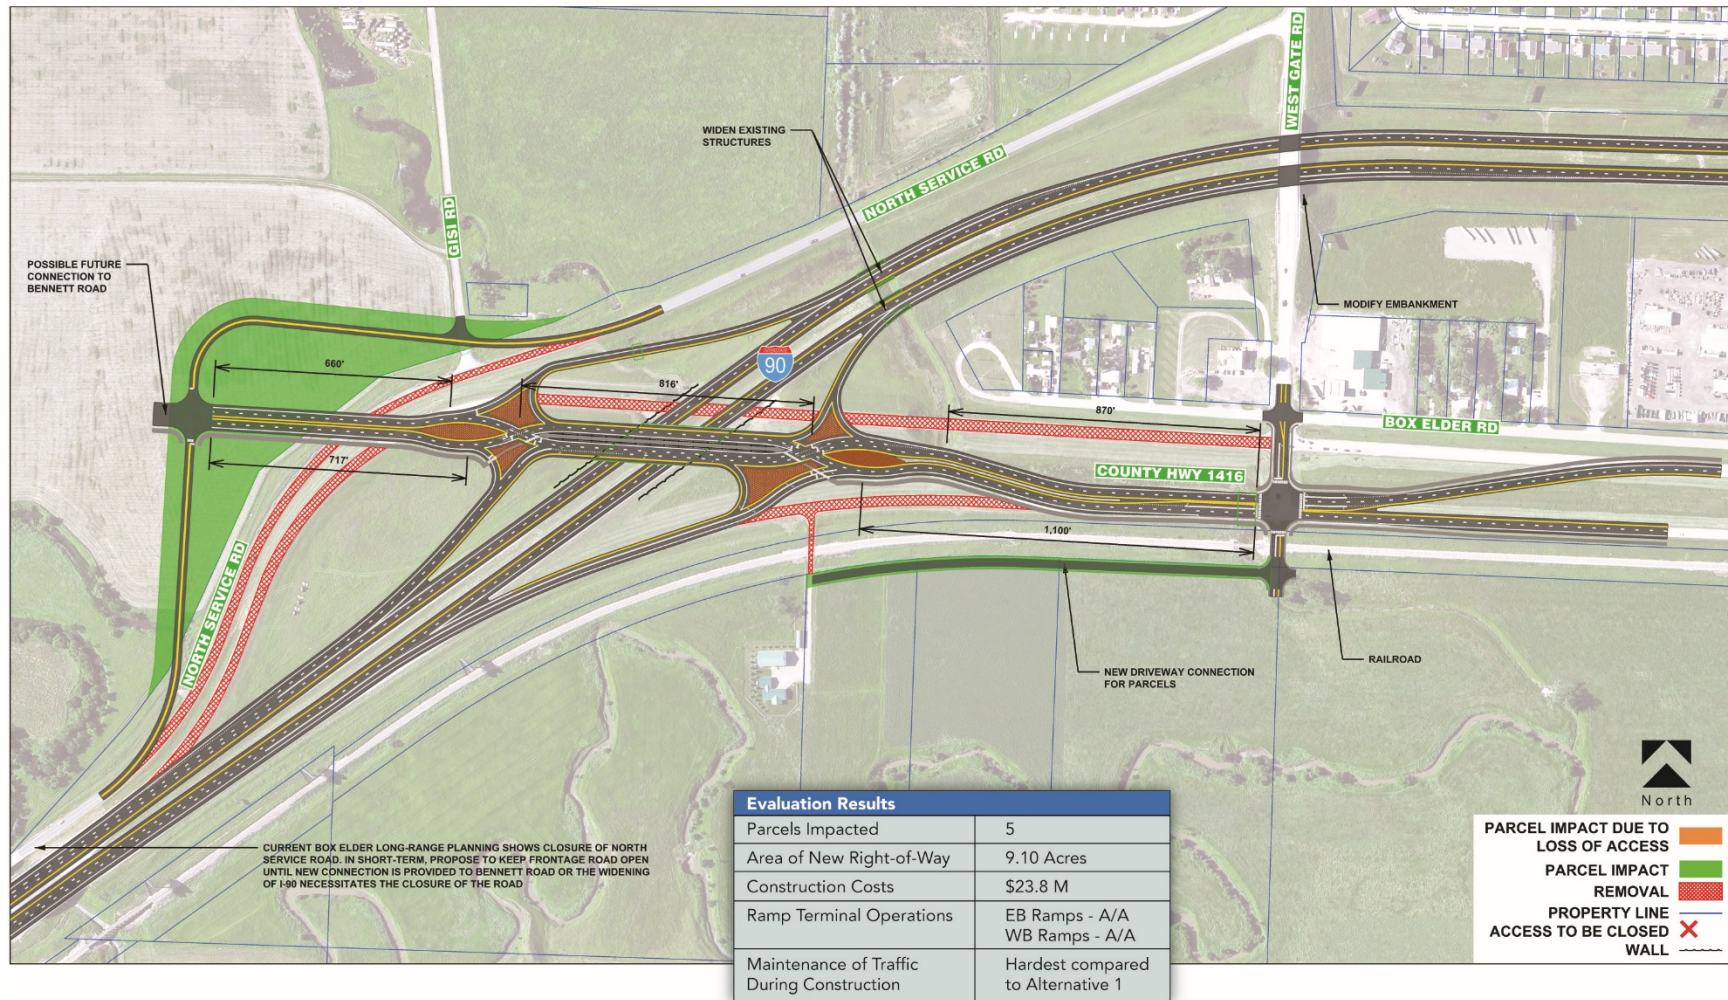 WEST GATE RD
WIDEN EXISTING
STRUCTURES
NORTH SERVICE RD
GISI RD
POSSIBLE FUTURE
CONNECTION TO
BENNETT ROAD
MODIFY EMBANKMENT
660'
816'
90
870'
BOX ELDER RD
717'
COUNTY HWY 1416
1,100'
NORTH SERVICE RD
RAILROAD
NEW DRIVEWAY CONNECTION
FOR PARCELS
North
CURRENT BOX ELDER LONG-RANGE PLANNING SHOWS CLOSURE OF NORTH
SERVICE ROAD. IN SHORT-TERM, PROPOSE TO KEEP FRONTAGE ROAD OPEN
UNTIL NEW CONNECTION IS PROVIDED TO BENNETT ROAD OR THE WIDENING
OF I-90 NECESSITATES THE CLOSURE OF THE ROAD
Evaluation Results
Parcels Impacted 5
Area of New Right-of-Way 9.10 Acres
Construction Costs $23.8 M
Ramp Terminal Operations EB Ramps - A/A
WB Ramps - A/A
Maintenance of Traffic Hardest compared
During Construction to Alternative 1
PARCEL IMPACT DUE TO
LOSS OF ACCESS
PARCEL IMPACT
REMOVAL
PROPERTY LINE
ACCESS TO BE CLOSED
WALL